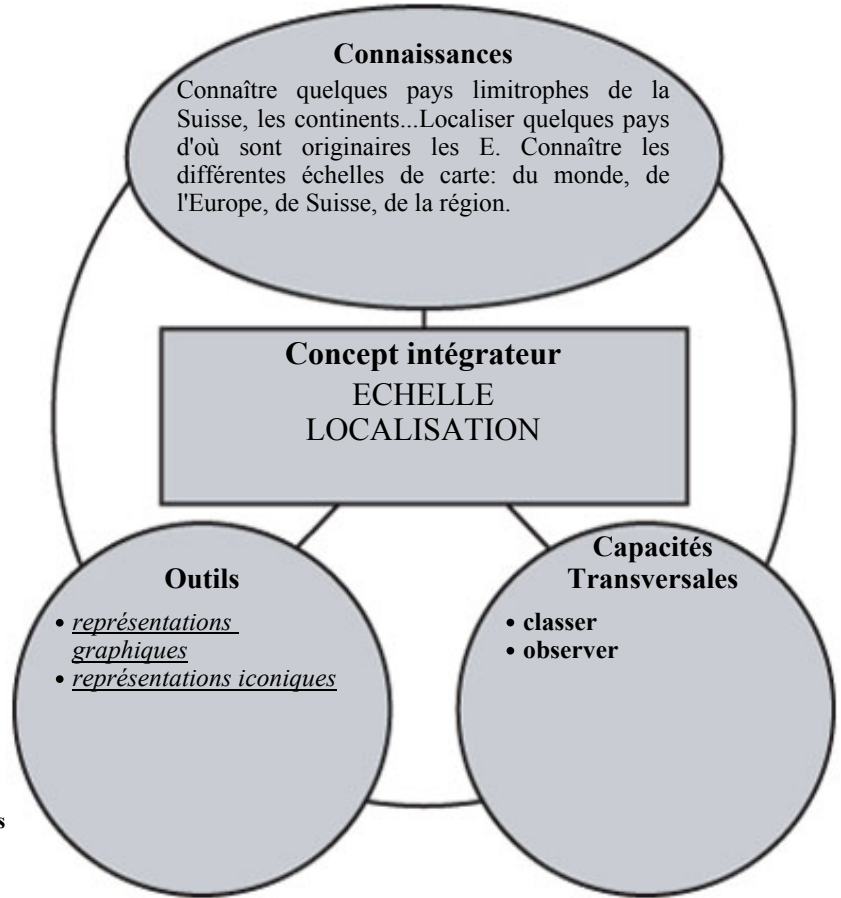 Connaissances
Connaître quelques pays limitrophes de la
Suisse, les continents...Localiser quelques pays
d'où sont originaires les E. Connaître les
différentes échelles de carte: du monde, de
l'Europe, de Suisse, de la région.
Concept intégrateur
ECHELLE
LOCALISATION
Outils
• représentations
graphiques
• représentations iconiques
Capacités
Transversales
• classer
• observer
s